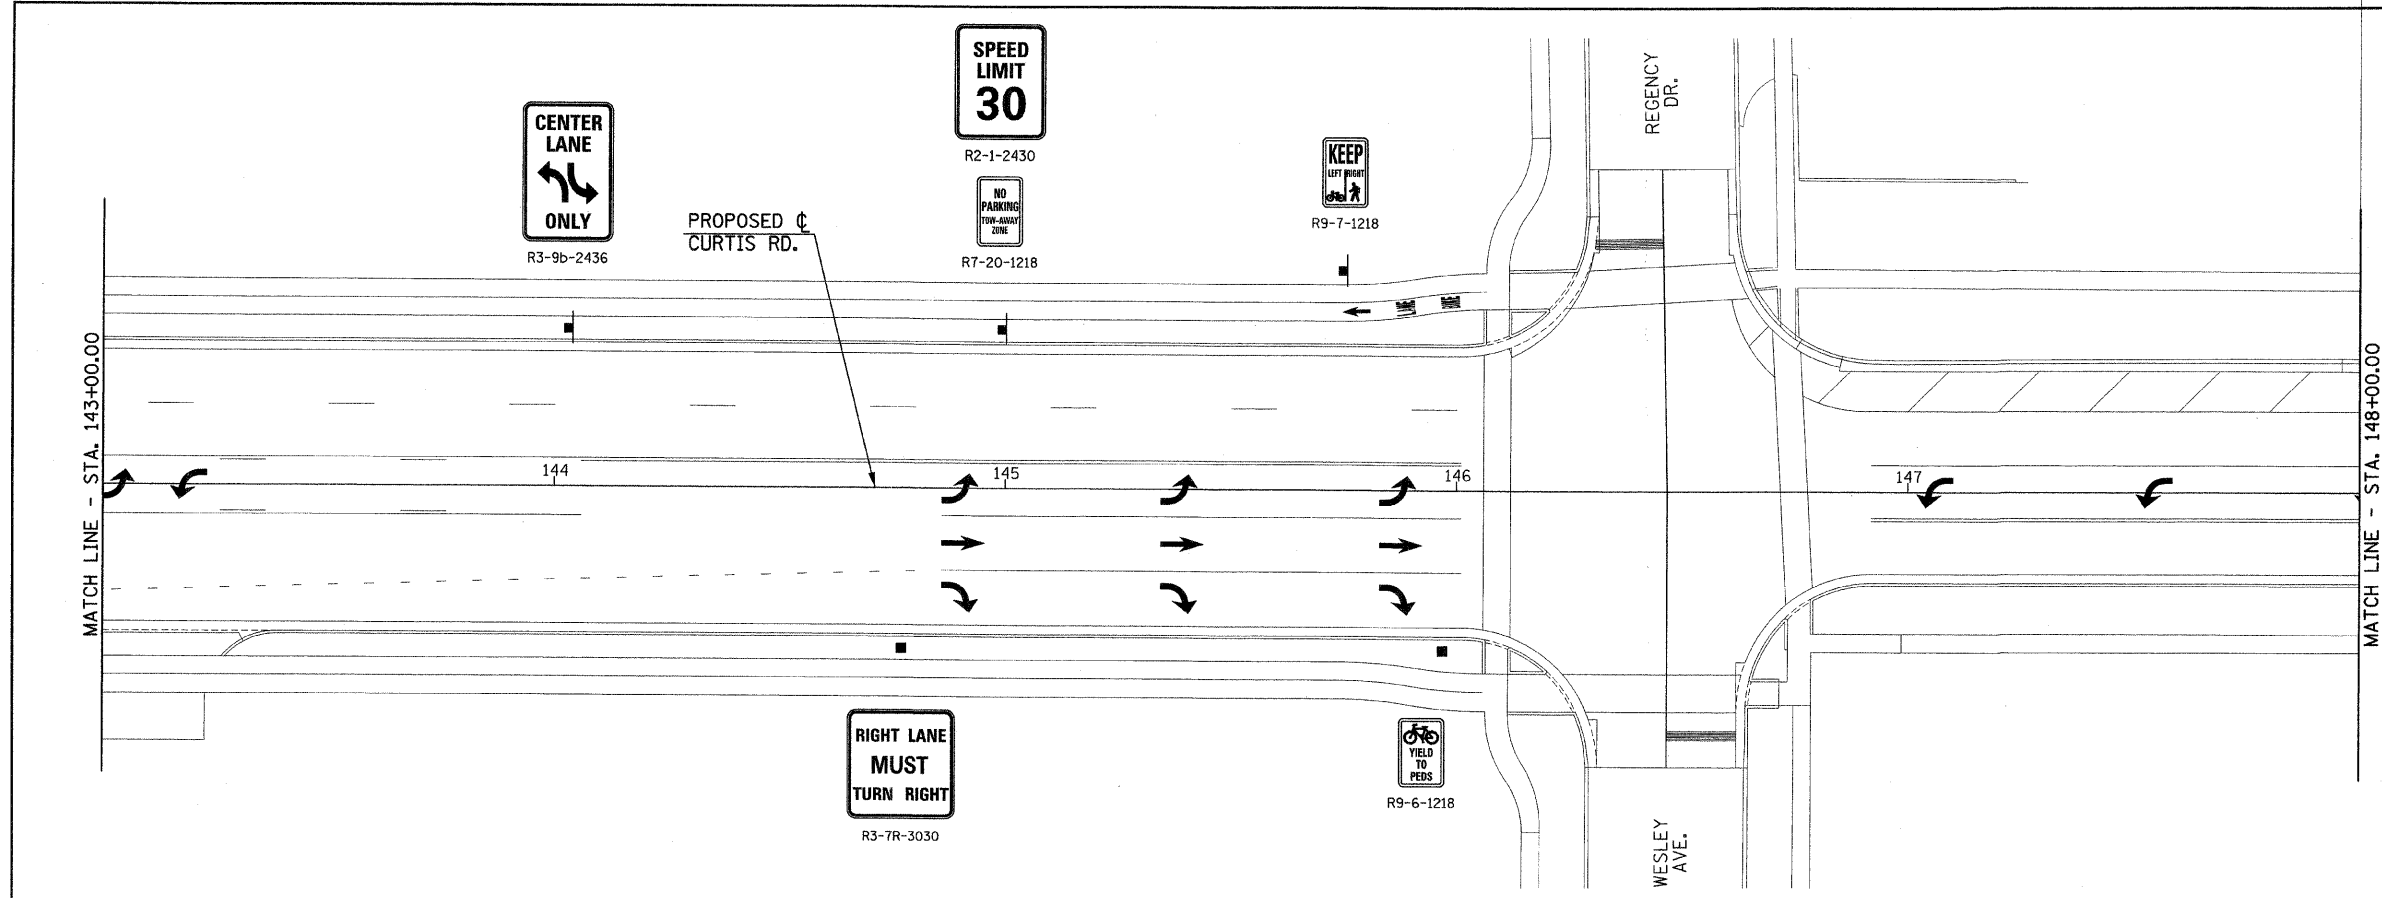 SPEED
LIMIT
30
R2-1-2430
CENTER
LANE
ONLY
R3-9b-2436
NO
PARKING
TOW-AWAY
ZONE
R7-20-1218
KEEP
LEFT RIGHT
R9-7-1218
REGENCY
DR.
PROPOSED ℄
CURTIS RD.
MATCH LINE - STA. 143+00.00
144
145
146
147
MATCH LINE - STA. 148+00.00
RIGHT LANE
MUST
TURN RIGHT
R3-7R-3030
YIELD
TO
PEDS
R9-6-1218
WESLEY
AVE.